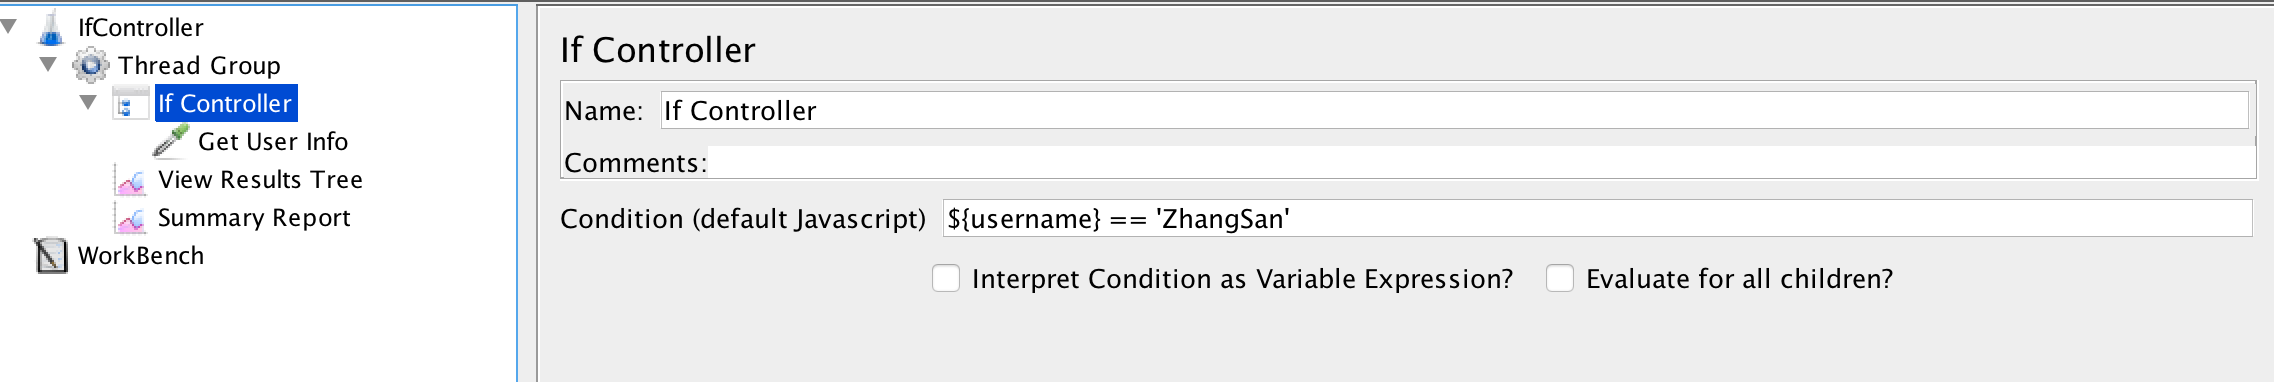 IfController
Thread Group
If Controller
Get User Info
View Results Tree
Summary Report
WorkBench
If Controller
Name: If Controller
Comments:
Condition (default Javascript) ${username} == 'ZhangSan'
Interpret Condition as Variable Expression? Evaluate for all children?